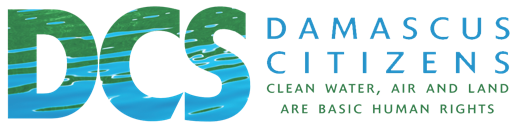 DCS
DAMASCUS
CITIZENS
CLEAN WATER, AIR AND LAND
ARE BASIC HUMAN RIGHTS